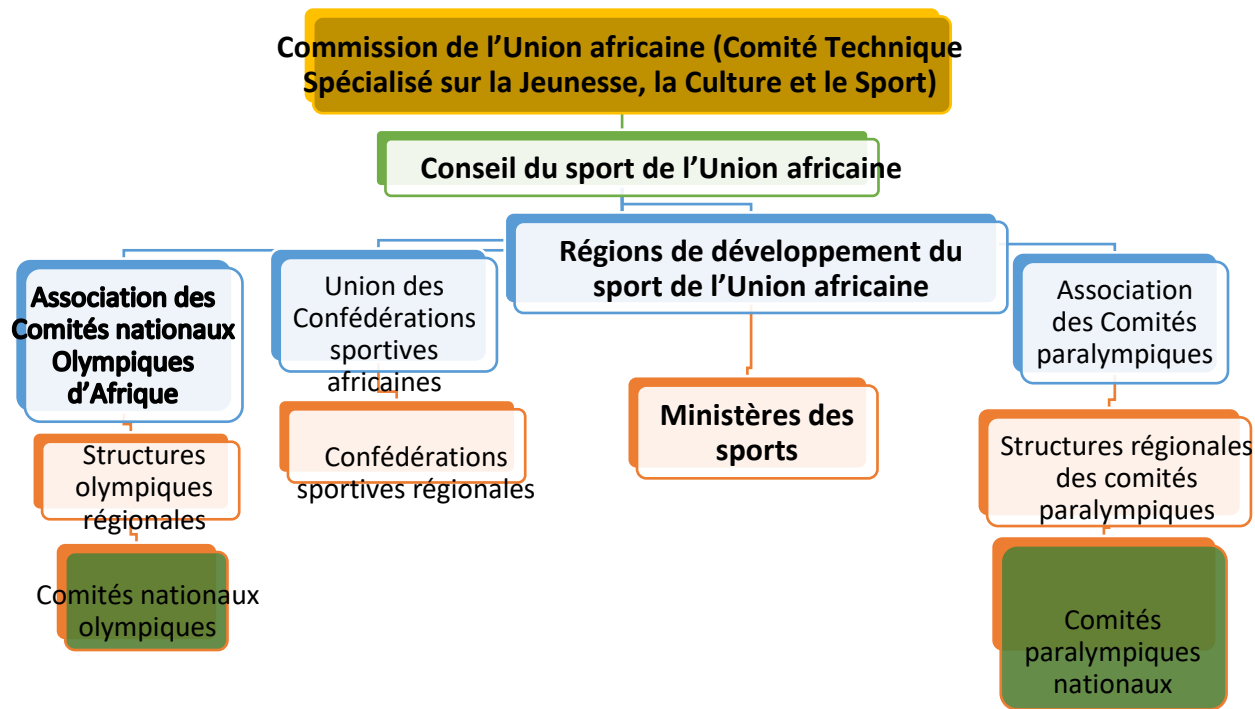 Commission de l’Union africaine (Comité Technique
Spécialisé sur la Jeunesse, la Culture et le Sport)
Conseil du sport de l’Union africaine
Association des
Comités nationaux
Olympiques
d’Afrique
Union des
Confédérations
sportives
africaines
Régions de développement du
sport de l’Union africaine
Association
des Comités
paralympiques
Structures
olympiques
régionales
Confédérations
sportives régionales
Ministères des
sports
Structures régionales
des comités
paralympiques
Comités nationaux
olympiques
Comités
paralympiques
nationaux